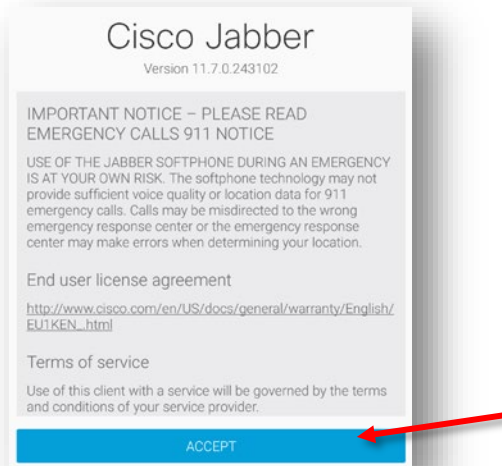 Cisco Jabber
Version 11.7.0.243102
IMPORTANT NOTICE – PLEASE READ
EMERGENCY CALLS 911 NOTICE
USE OF THE JABBER SOFTPHONE DURING AN EMERGENCY
IS AT YOUR OWN RISK. The softphone technology may not
provide sufficient voice quality or location data for 911
emergency calls. Calls may be misdirected to the wrong
emergency response center or the emergency response
center may make errors when determining your location.
End user license agreement
http://www.cisco.com/en/US/docs/general/warranty/English/
EU1KEN_.html
Terms of service
Use of this client with a service will be governed by the terms
and conditions of your service provider.
ACCEPT